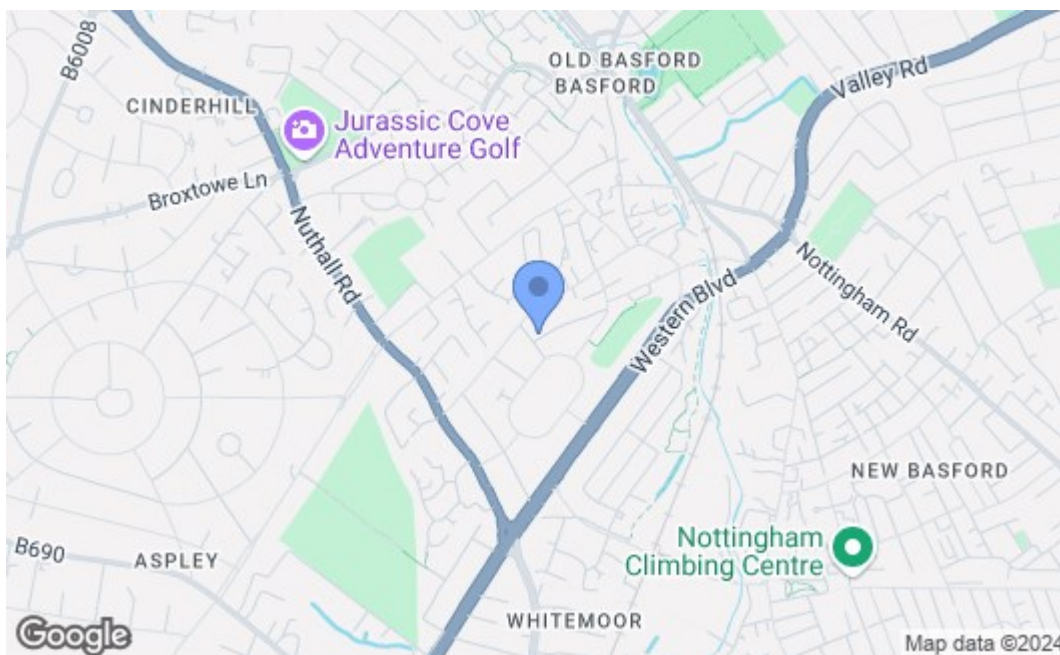 B6008
OLD BASFORD
BASFORD
Valley Rd
CINDERHILL
Jurassic Cove
Adventure Golf
Broxtowe Ln
Nuthall Rd
Western Blvd
Nottingham Rd
NEW BASFORD
B690
ASPLEY
Nottingham
Climbing Centre
WHITEMOOR
Google
Map data ©2024